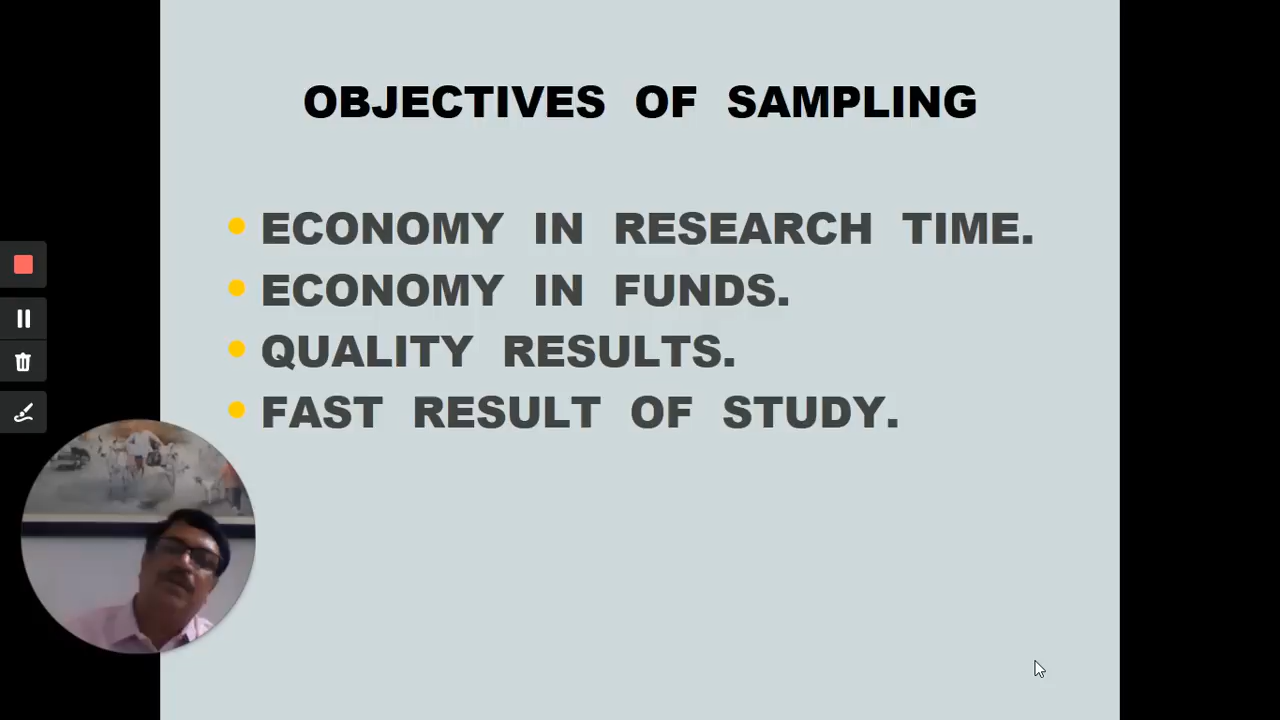 OBJECTIVES OF SAMPLING
ECONOMY IN RESEARCH TIME.
ECONOMY IN FUNDS.
QUALITY RESULTS.
FAST RESULT OF STUDY.